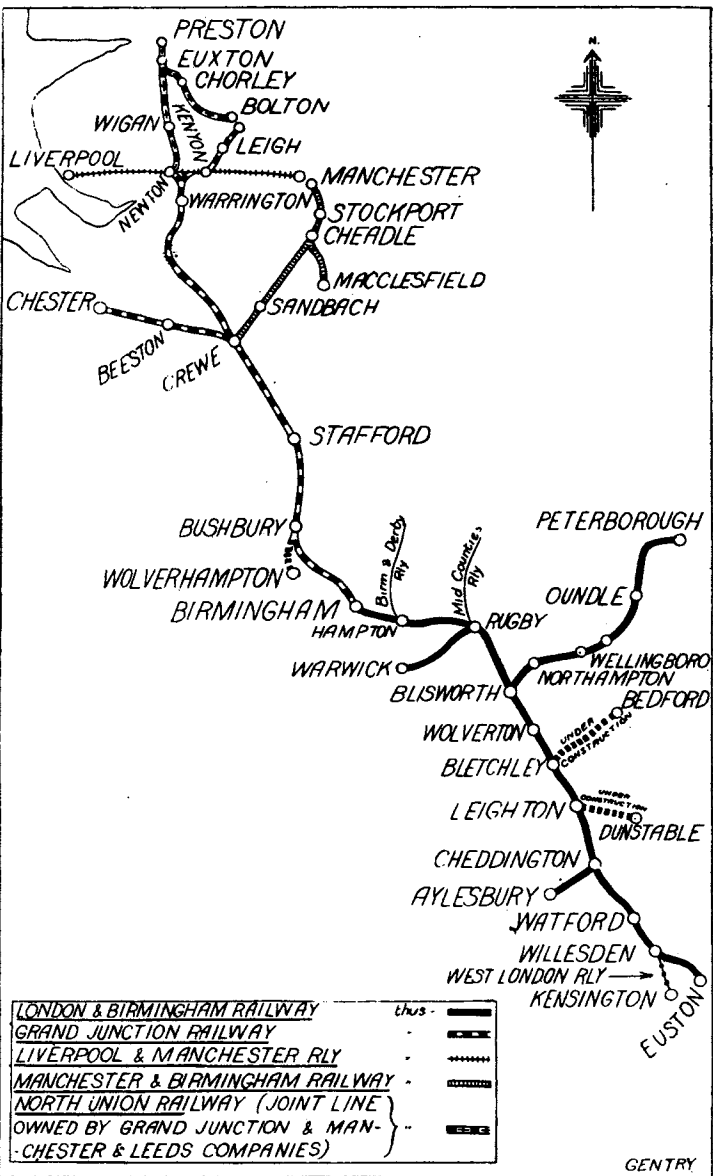 PRESTON
EUXTON
CHORLEY
BOLTON
WIGAN
KENYON
LEIGH
LIVERPOOL
MANCHESTER
NEWTON
WARRINGTON
STOCKPORT
CHEADLE
MACCLESFIELD
CHESTER
SANDBACH
BEESTON
CREWE
N.
STAFFORD
BUSHBURY
WOLVERHAMPTON
BIRMINGHAM
HAMPTON
Birm & Derby
Rly
Mid Counties
Rly
RUGBY
WARWICK
PETERBOROUGH
OUNDLE
WELLINGBORO
NORTHAMPTON
BLISWORTH
BEDFORD
WOLVERTON
UNDER
CONSTRUCTION
BLETCHLEY
LEIGHTON
UNDER
CONSTRUCTION
DUNSTABLE
CHEDDINGTON
AYLESBURY
WATFORD
WILLESDEN
WEST LONDON RLY
KENSINGTON
EUSTON
LONDON & BIRMINGHAM RAILWAY thus -
GRAND JUNCTION RAILWAY "
LIVERPOOL & MANCHESTER RLY "
MANCHESTER & BIRMINGHAM RAILWAY "
NORTH UNION RAILWAY (JOINT LINE
OWNED BY GRAND JUNCTION & MAN- "
-CHESTER & LEEDS COMPANIES)
GENTRY